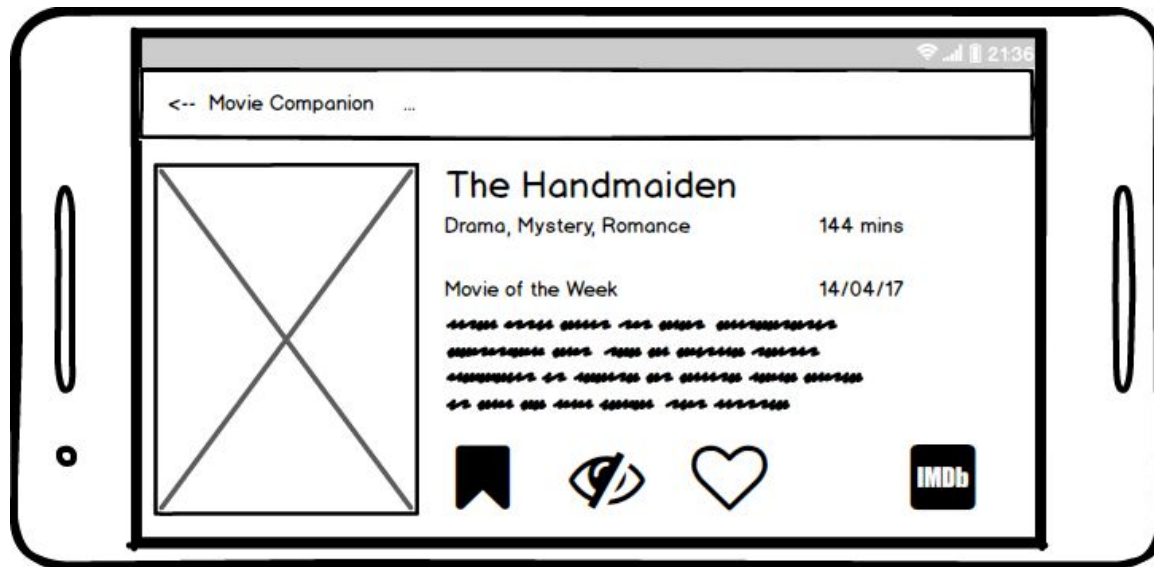 21:36
<-- Movie Companion ...
The Handmaiden
Drama, Mystery, Romance 144 mins
Movie of the Week 14/04/17
IMDb